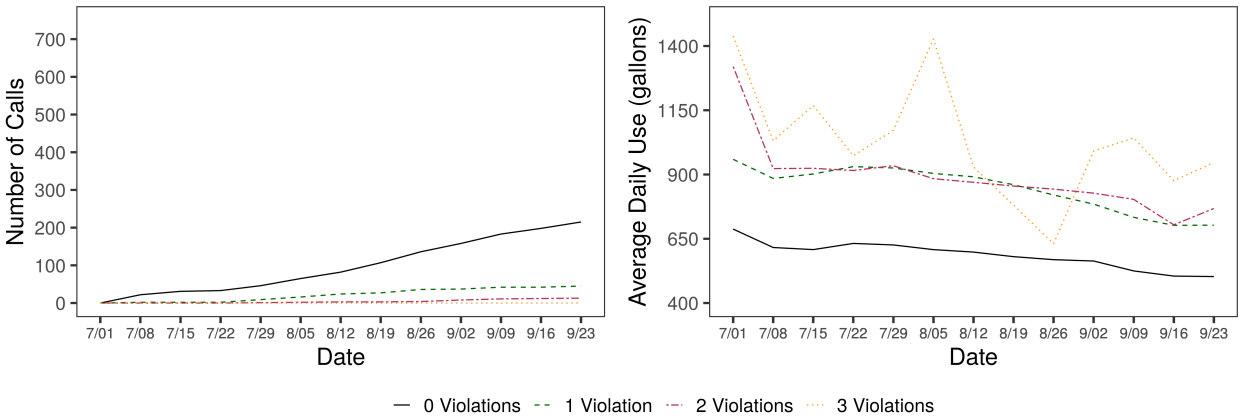 Number of Calls
700
600
500
400
300
200
100
0
7/01 7/08 7/15 7/22 7/29 8/05 8/12 8/19 8/26 9/02 9/09 9/16 9/23
Date
Average Daily Use (gallons)
1400
1150
900
650
400
7/01 7/08 7/15 7/22 7/29 8/05 8/12 8/19 8/26 9/02 9/09 9/16 9/23
Date
0 Violations 1 Violation 2 Violations 3 Violations